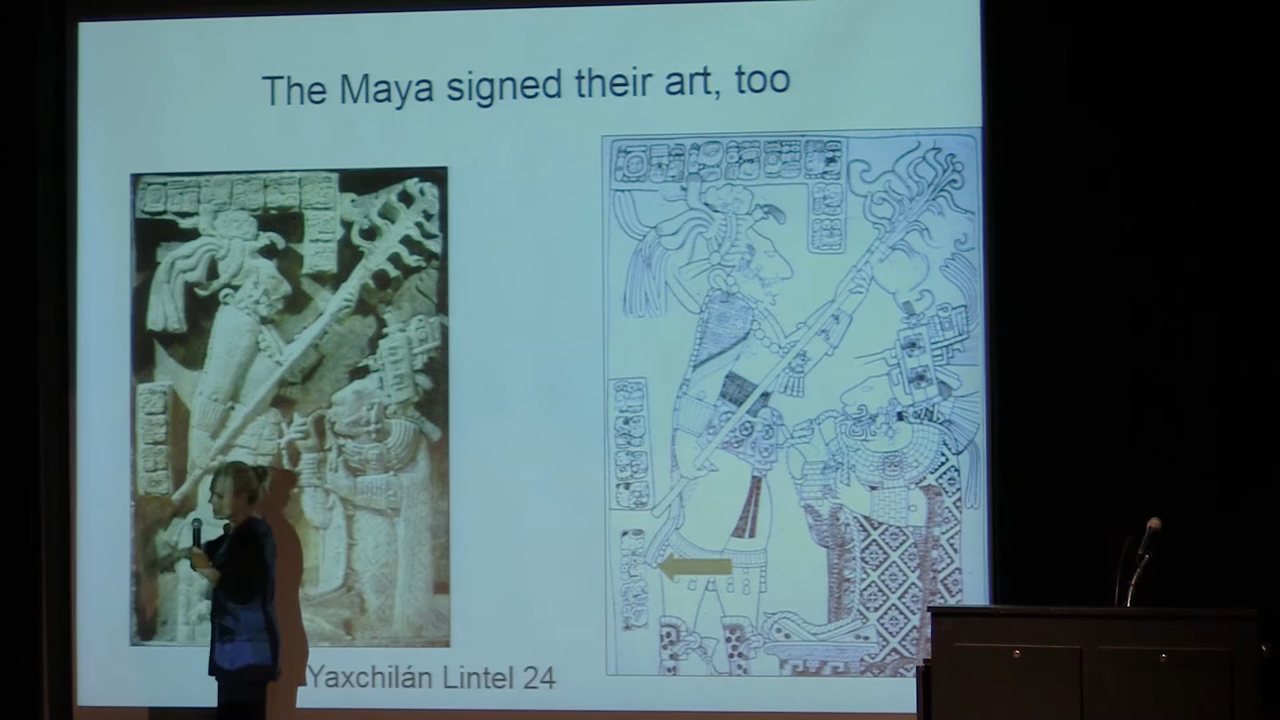 The Maya signed their art, too
Yaxchilán Lintel 24